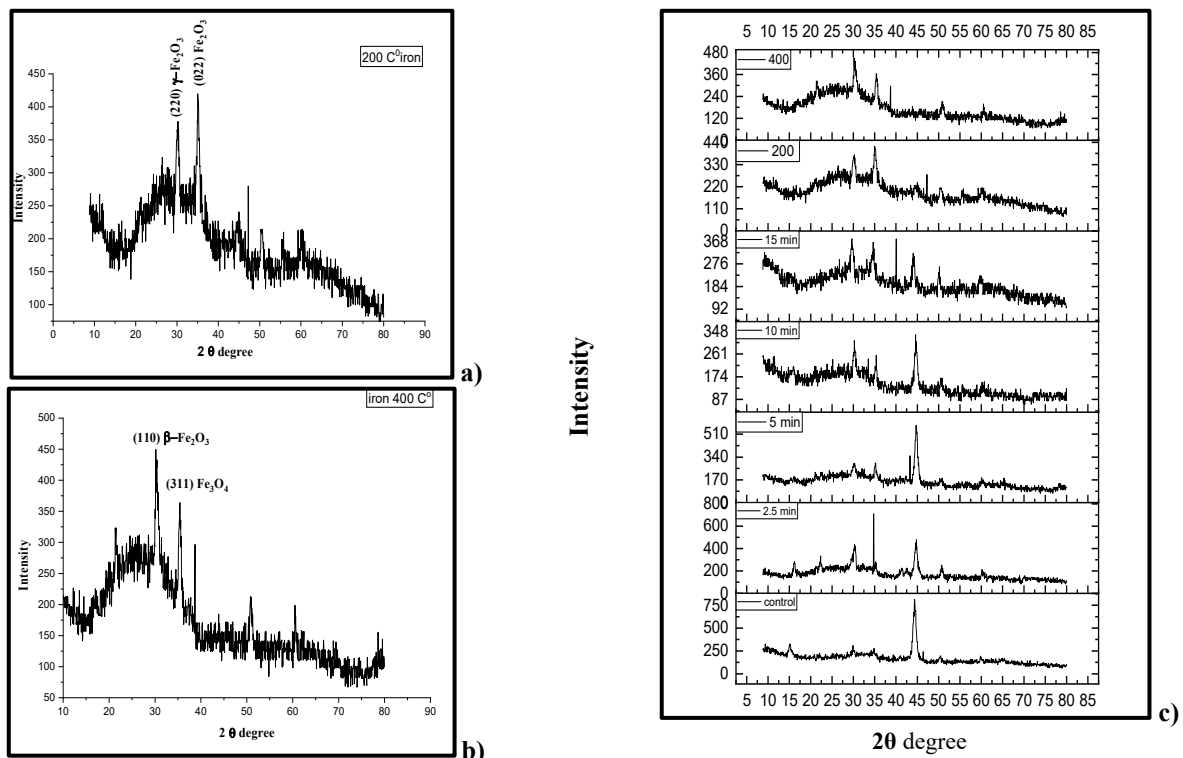 200 C⁰iron
(220) γ–Fe₂O₃
(022) Fe₂O₃
450
400
350
300
250
200
150
100
Intensity
0 10 20 30 40 50 60 70 80 90
2 θ degree
a)
iron 400 C⁰
(110) β–Fe₂O₃
(311) Fe₃O₄
500
450
400
350
300
250
200
150
100
50
Intensity
10 20 30 40 50 60 70 80 90
2 θ degree
b)
5 10 15 20 25 30 35 40 45 50 55 60 65 70 75 80 85
480
360
240
120
0
400
440
330
220
110
0
200
368
276
184
92
15 min
348
261
174
87
10 min
510
340
170
0
5 min
800
600
400
200
0
2.5 min
750
500
250
0
control
5 10 15 20 25 30 35 40 45 50 55 60 65 70 75 80 85
Intensity
2θ degree
c)